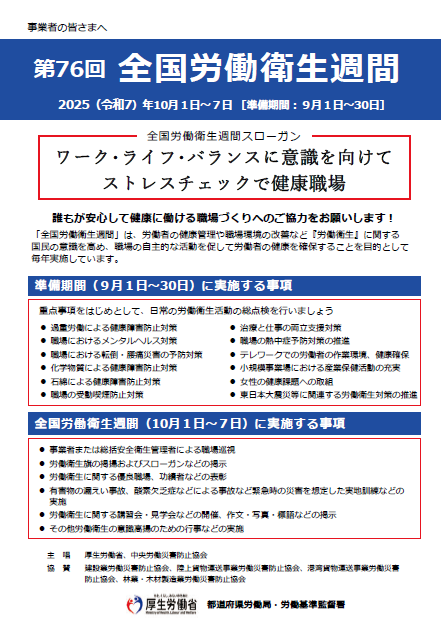 事業者の皆さまへ
第76回 全国労働衛生週間
2025（令和7）年10月1日～7日 ［準備期間：9月1日～30日］
全国労働衛生週間スローガン
ワーク・ライフ・バランスに意識を向けて
ストレスチェックで健康職場
誰もが安心して健康に働ける職場づくりへのご協力をお願いします！
「全国労働衛生週間」は、労働者の健康管理や職場環境の改善など『労働衛生』に関する
国民の意識を高め、職場の自主的な活動を促して労働者の健康を確保することを目的として
毎年実施しています。
準備期間（9月1日～30日）に実施する事項
重点事項をはじめとして、日常の労働衛生活動の総点検を行いましょう
● 過重労働による健康障害防止対策
● 職場におけるメンタルヘルス対策
● 職場における転倒・腰痛災害の予防対策
● 化学物質による健康障害防止対策
● 石綿による健康障害防止対策
● 職場の受動喫煙防止対策
● 治療と仕事の両立支援対策
● 職場の熱中症予防対策の推進
● テレワークでの労働者の作業環境、健康確保
● 小規模事業場における産業保健活動の充実
● 女性の健康課題への取組
● 東日本大震災等に関連する労働衛生対策の推進
全国労働衛生週間（10月1日～7日）に実施する事項
● 事業者または総括安全衛生管理者による職場巡視
● 労働衛生旗の掲揚およびスローガンなどの掲示
● 労働衛生に関する優良職場、功績者などの表彰
● 有害物の漏えい事故、酸素欠乏症などによる事故など緊急時の災害を想定した実地訓練などの
実施
● 労働衛生に関する講習会・見学会などの開催、作文・写真・標語などの掲示
● その他労働衛生の意識高揚のための行事などの実施
主 唱 厚生労働省、中央労働災害防止協会
協 賛 建設業労働災害防止協会、陸上貨物運送事業労働災害防止協会、港湾貨物運送事業労働災害
防止協会、林業・木材製造業労働災害防止協会
厚生労働省 都道府県労働局・労働基準監督署